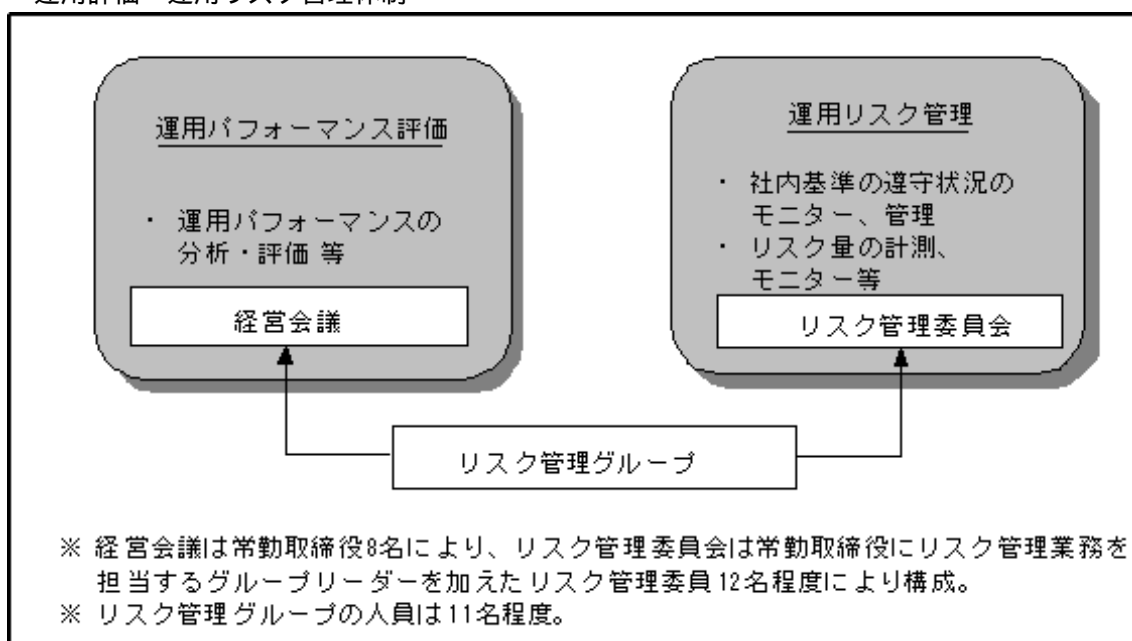 運用評価・運用リスク管理体制
運用パフォーマンス評価
・ 運用パフォーマンスの
分析・評価 等
経営会議
運用リスク管理
・ 社内基準の遵守状況の
モニター、管理
・ リスク量の計測、
モニター等
リスク管理委員会
リスク管理グループ
※ 経営会議は常勤取締役8名により、リスク管理委員会は常勤取締役にリスク管理業務を
担当するグループリーダーを加えたリスク管理委員12名程度により構成。
※ リスク管理グループの人員は11名程度。